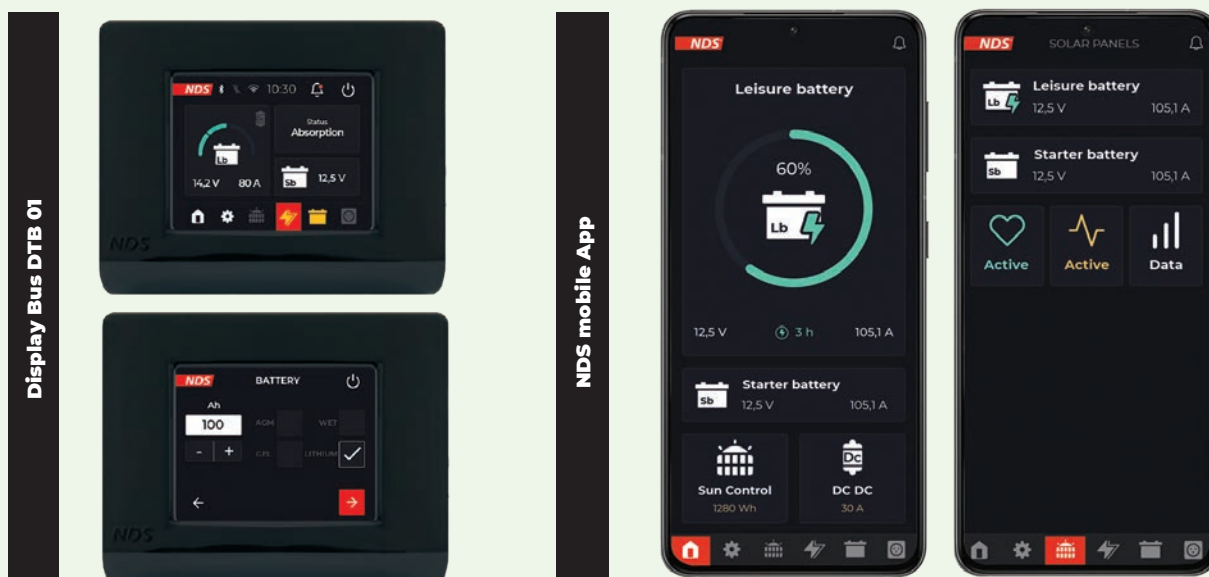 Display Bus DTB 01
NDS 10:30
Lb
14,2 V 80 A
Status
Absorption
Sb 12,5 V
NDS
NDS BATTERY
Ah
100
- +
AGM WET
GEL LITHIUM
NDS
NDS mobile App
NDS
Leisure battery
60%
Lb
12,5 V 3 h 105,1 A
Starter battery
Sb 12,5 V 105,1 A
Sun Control
1280 Wh
DC
DC DC
30 A
NDS SOLAR PANELS
Leisure battery
Lb 12,5 V 105,1 A
Starter battery
Sb 12,5 V 105,1 A
Active Active Data